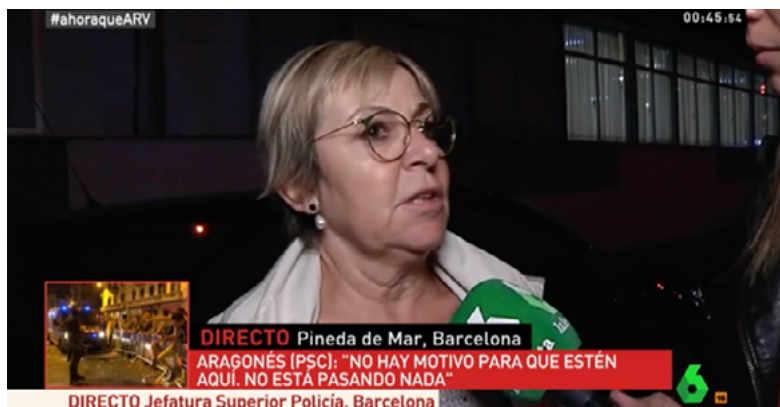 #ahoraqueARV
00:45:54
DIRECTO Pineda de Mar, Barcelona
ARAGONÉS (PSC): "NO HAY MOTIVO PARA QUE ESTÉN
AQUÍ. NO ESTÁ PASANDO NADA"
DIRECTO Jefatura Superior Policía. Barcelona
6
16